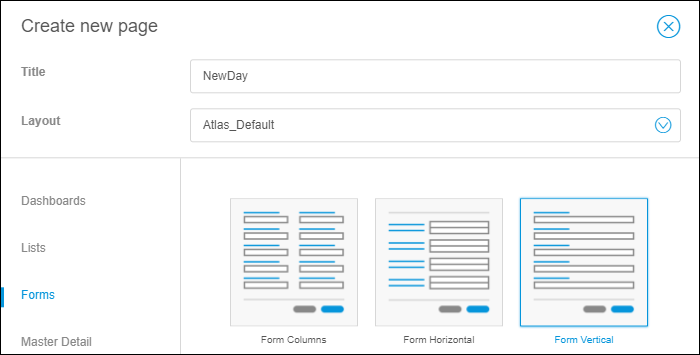 Create new page
Title
NewDay
Layout
Atlas_Default
Dashboards
Lists
Forms
Master Detail
Form Columns
Form Horizontal
Form Vertical